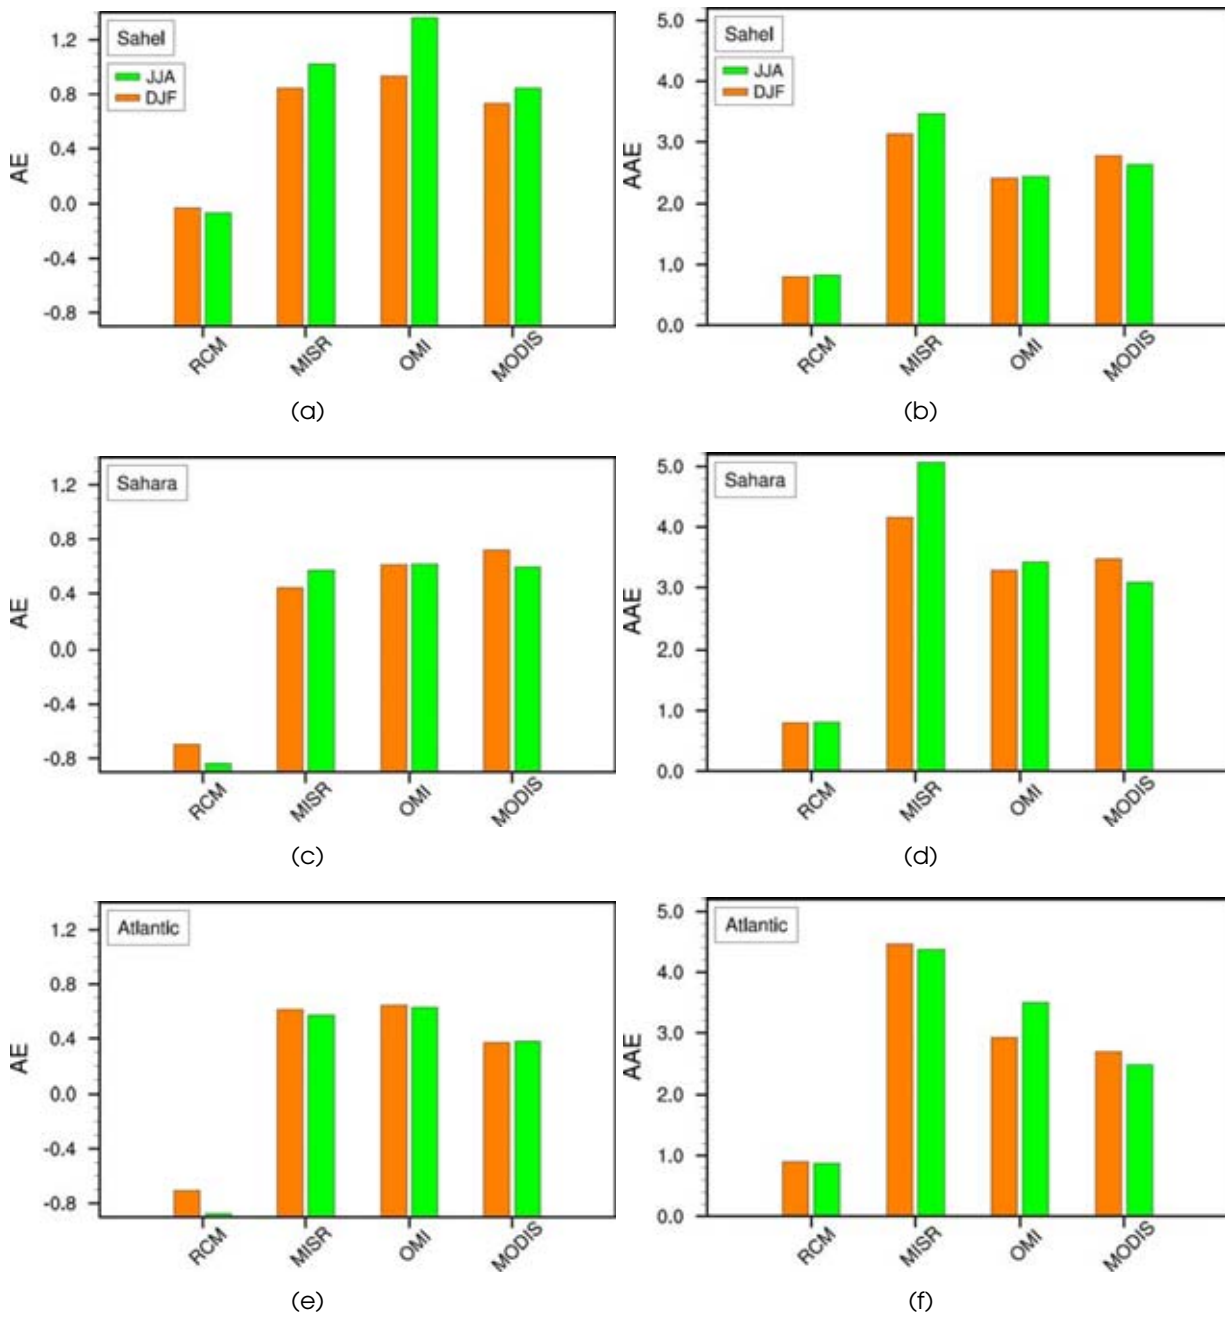 Sahel
JJA
DJF
AE
1.2
0.8
0.4
0.0
-0.4
-0.8
RCM
MISR
OMI
MODIS
(a)
Sahel
JJA
DJF
AAE
5.0
4.0
3.0
2.0
1.0
0.0
RCM
MISR
OMI
MODIS
(b)
Sahara
AE
1.2
0.8
0.4
0.0
-0.4
-0.8
RCM
MISR
OMI
MODIS
(c)
Sahara
AAE
5.0
4.0
3.0
2.0
1.0
0.0
RCM
MISR
OMI
MODIS
(d)
Atlantic
AE
1.2
0.8
0.4
0.0
-0.4
-0.8
RCM
MISR
OMI
MODIS
(e)
Atlantic
AAE
5.0
4.0
3.0
2.0
1.0
0.0
RCM
MISR
OMI
MODIS
(f)